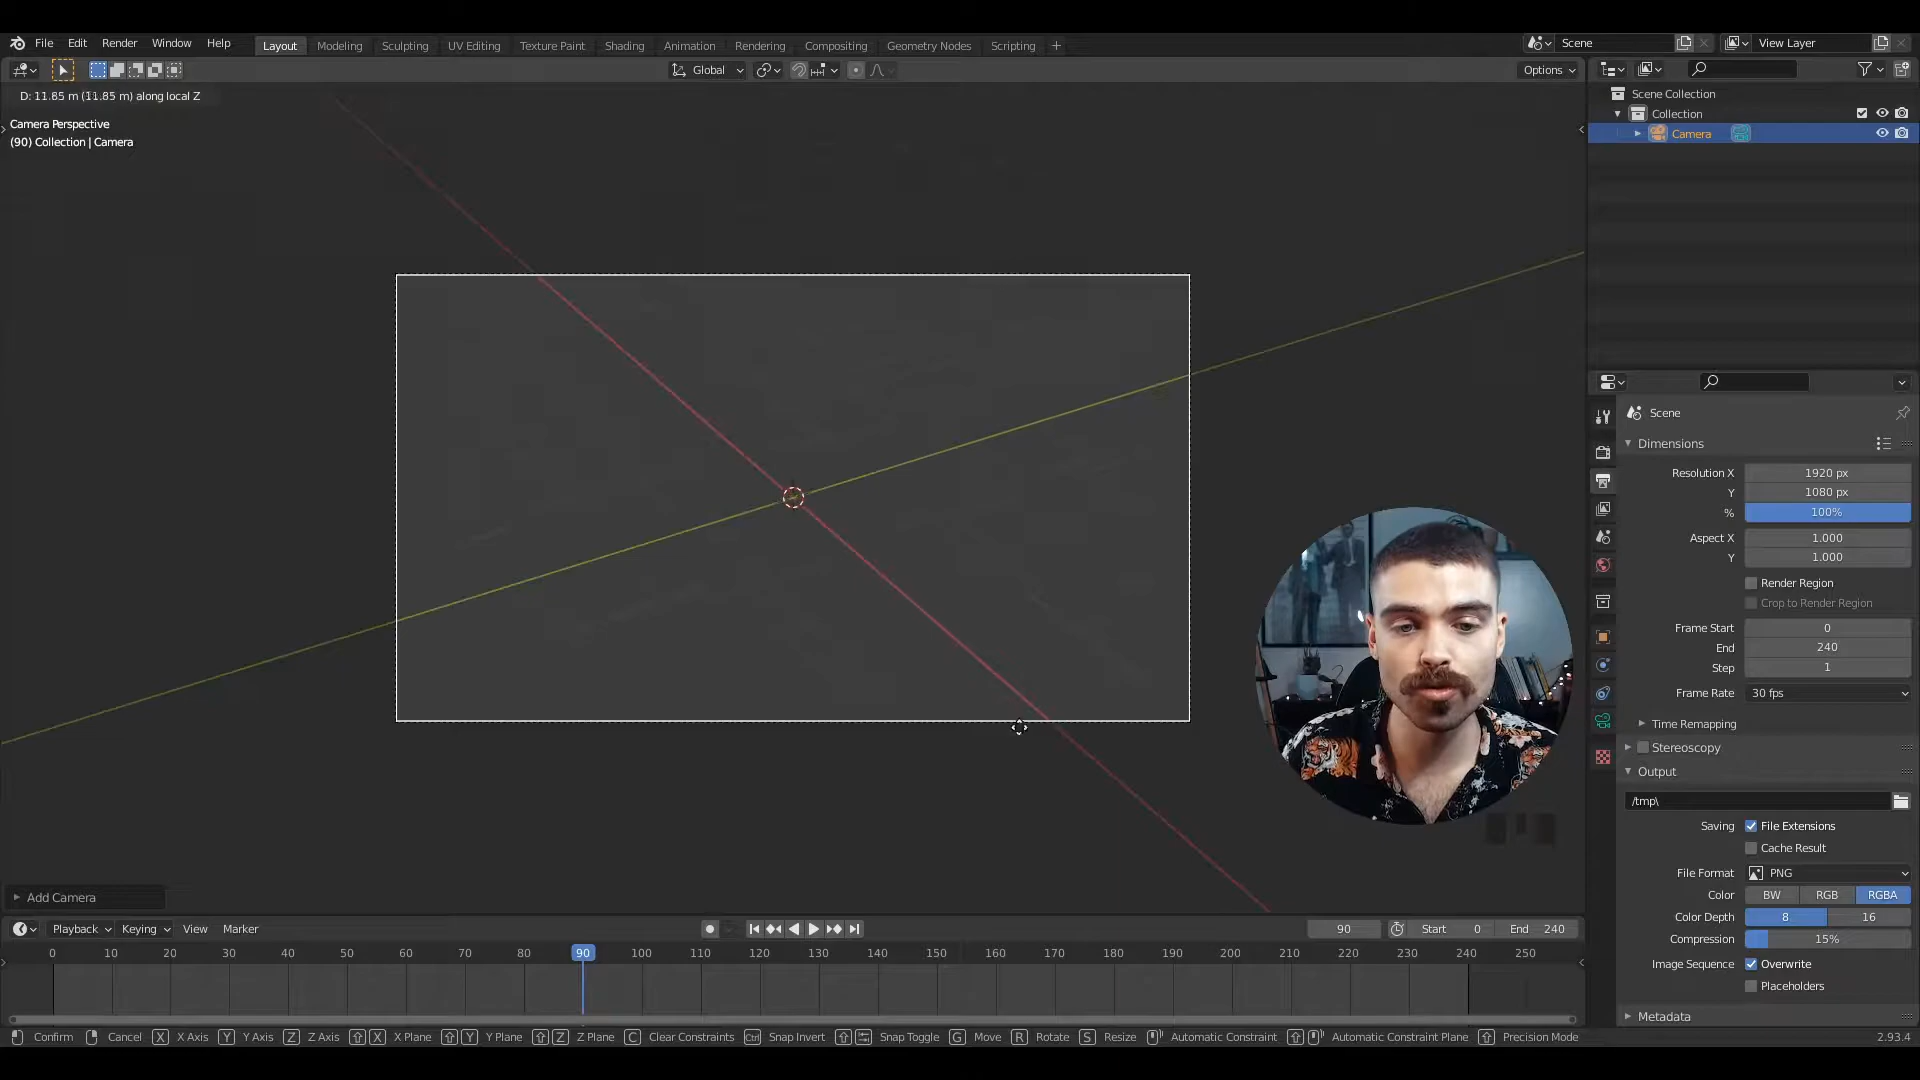 File Edit Render Window Help Layout Modeling Sculpting UV Editing Texture Paint Shading Animation Rendering Compositing Geometry Nodes Scripting + Scene View Layer
Global Options
D: 11.85 m (11.85 m) along local Z
Camera Perspective
(90) Collection | Camera
Scene Collection
Collection
Camera
Scene
Dimensions
Resolution X 1920 px
Y 1080 px
% 100%
Aspect X 1.000
Y 1.000
Render Region
Crop to Render Region
Frame Start 0
End 240
Step 1
Frame Rate 30 fps
Time Remapping
Stereoscopy
Output
/tmp\
Saving File Extensions
Cache Result
File Format PNG
Color BW RGB RGBA
Color Depth 8 16
Compression 15%
Image Sequence Overwrite
Placeholders
Metadata
Add Camera
Playback Keying View Marker 90 Start 0 End 240
0 10 20 30 40 50 60 70 80 90 100 110 120 130 140 150 160 170 180 190 200 210 220 230 240 250
Confirm Cancel X X Axis Y Y Axis Z Z Axis X X Plane Y Y Plane Z Z Plane C Clear Constraints Ctrl Snap Invert Snap Toggle G Move R Rotate S Resize Automatic Constraint Automatic Constraint Plane Precision Mode 2.93.4